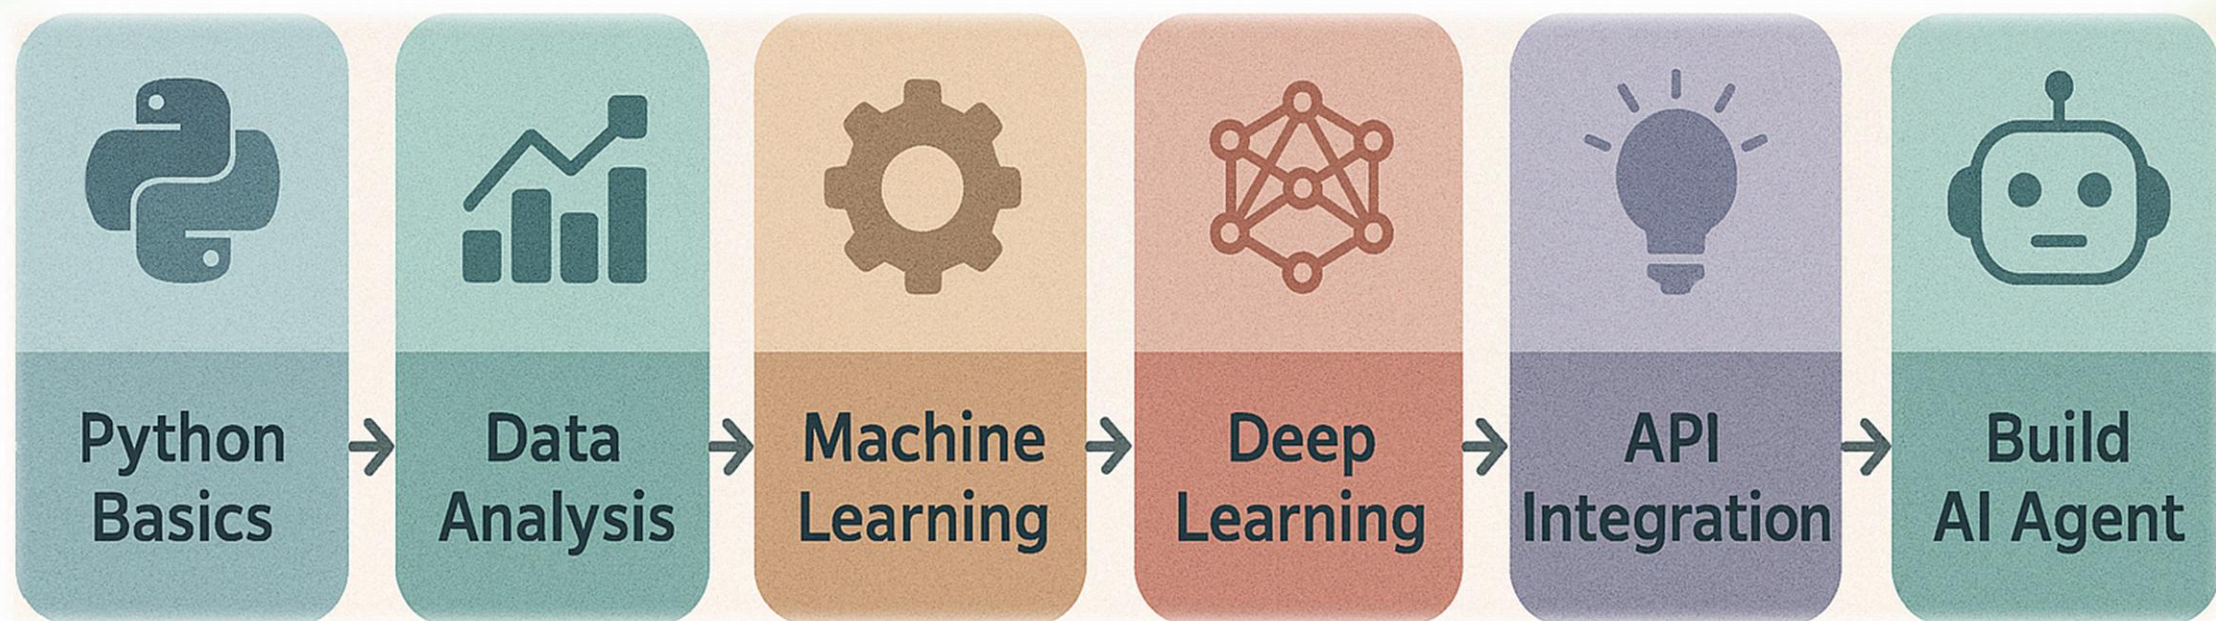 Python
Basics
Data
Analysis
Machine
Learning
Deep
Learning
API
Integration
Build
AI Agent